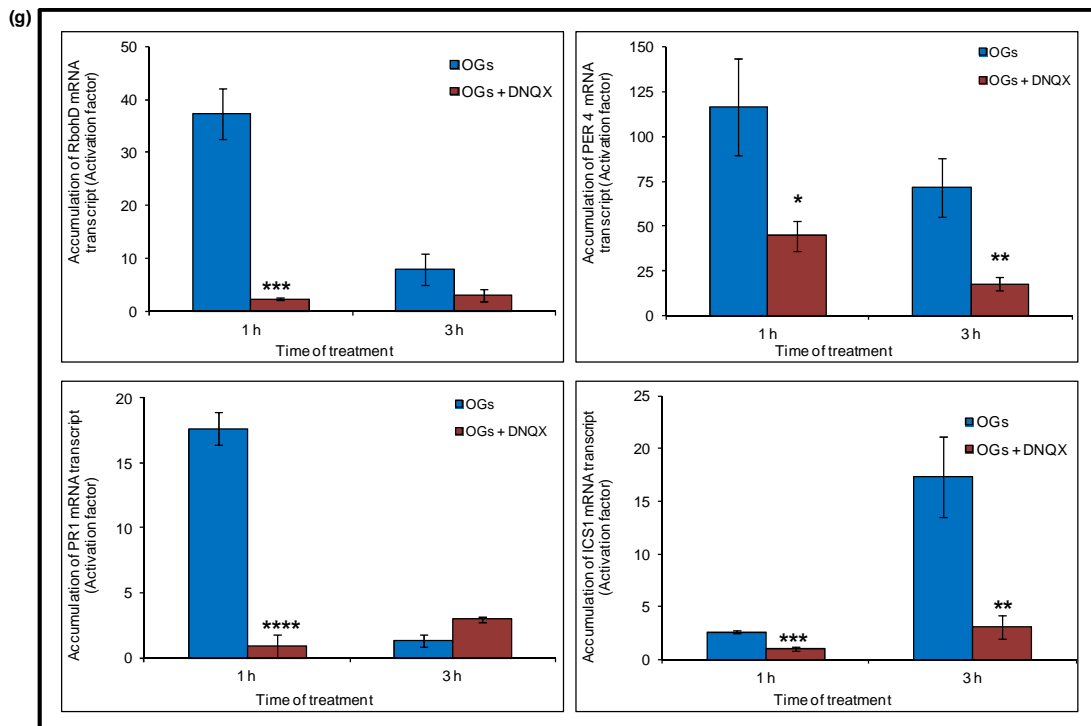 (g)
50
40
30
20
10
0
Accumulation of RbohD mRNA
transcript (Activation factor)
OGs
OGs + DNQX
***
1 h
3 h
Time of treatment
150
125
100
75
50
25
0
Accumulation of PER 4 mRNA
transcript (Activation factor)
OGs
OGs + DNQX
*
**
1 h
3 h
Time of treatment
20
15
10
5
0
Accumulation of PR1 mRNA transcript
(Activation factor)
OGs
OGs + DNQX
****
1 h
3 h
Time of treatment
25
20
15
10
5
0
Accumulation of ICS1 mRNA transcript
(Activation factor)
OGs
OGs + DNQX
***
**
1 h
3 h
Time of treatment